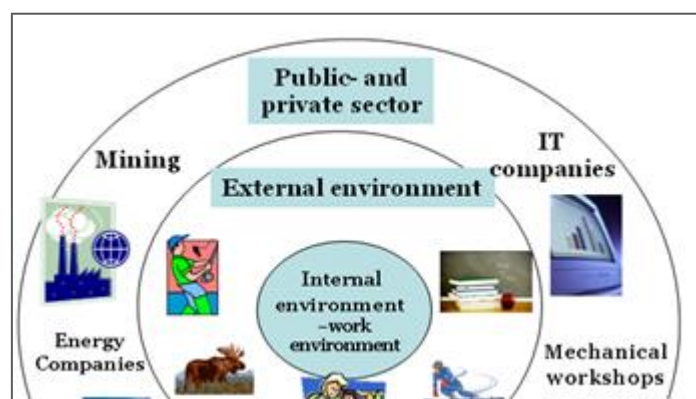 Public- and
private sector
Mining
IT
companies
External environment
Internal
environment
–work
environment
Energy
Companies
Mechanical
workshops